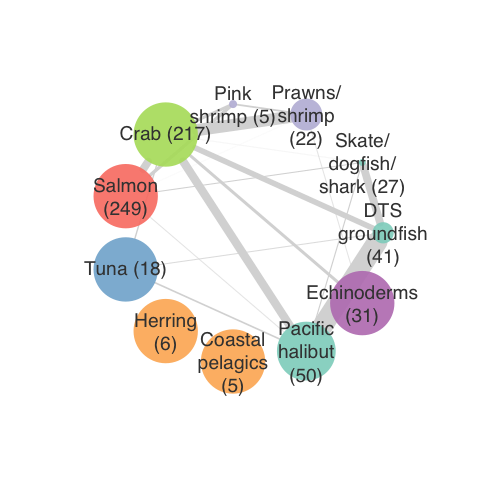 Pink
shrimp (5)
Prawns/
shrimp
(22)
Crab (217)
Skate/
dogfish/
shark (27)
Salmon
(249)
DTS
groundfish
(41)
Tuna (18)
Echinoderms
(31)
Herring
(6)
Coastal
pelagics
(5)
Pacific
halibut
(50)